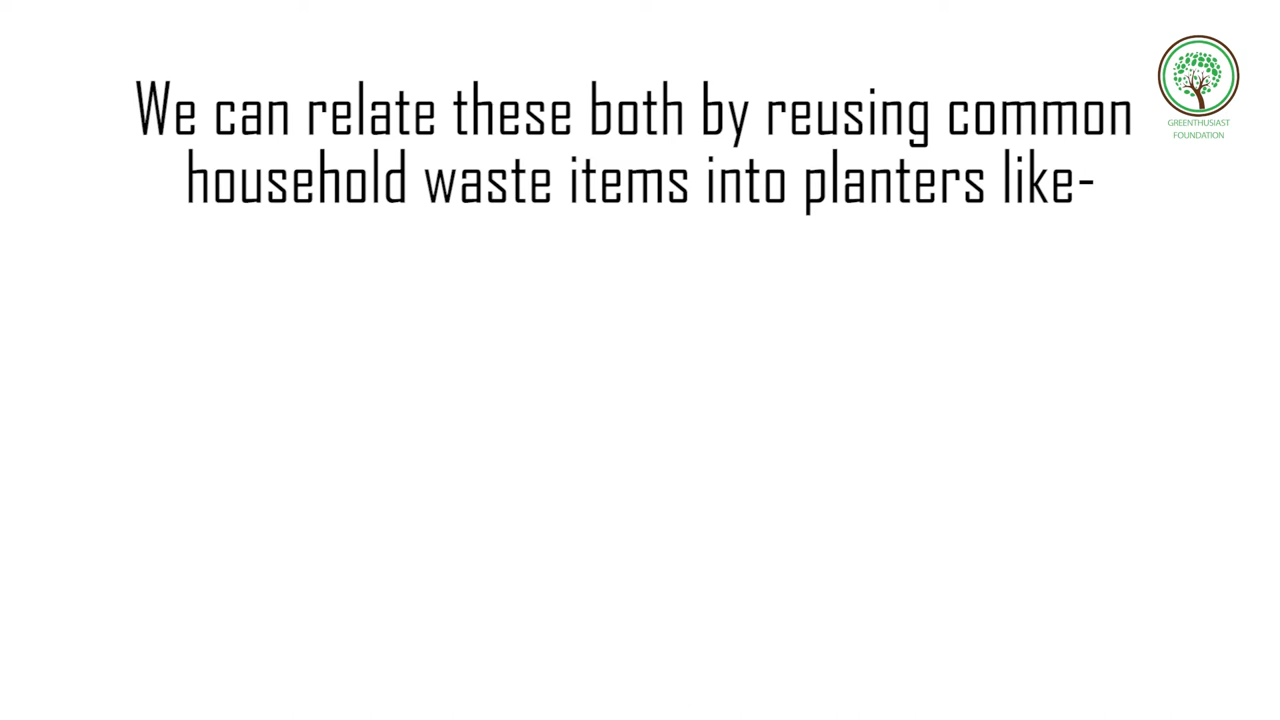 We can relate these both by reusing common
household waste items into planters like-
GREENTHUSIAST
FOUNDATION